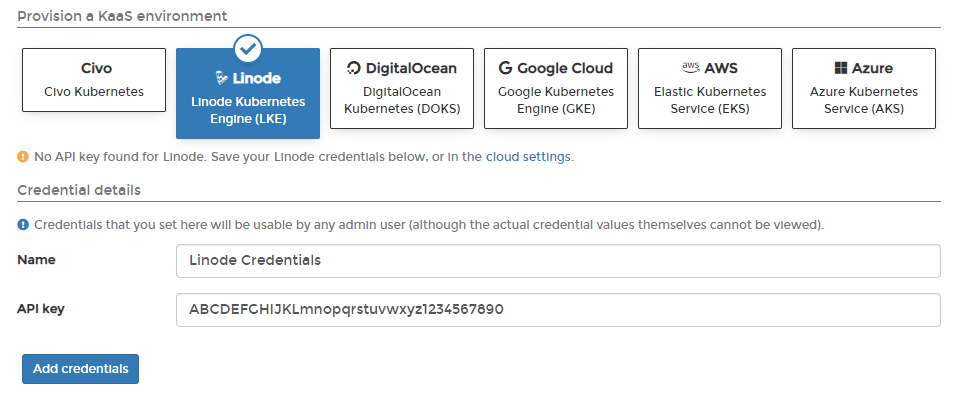 Provision a KaaS environment
Civo
Civo Kubernetes
Linode
Linode Kubernetes
Engine (LKE)
DigitalOcean
DigitalOcean
Kubernetes (DOKS)
Google Cloud
Google Kubernetes
Engine (GKE)
aws AWS
Elastic Kubernetes
Service (EKS)
Azure
Azure Kubernetes
Service (AKS)
No API key found for Linode. Save your Linode credentials below, or in the cloud settings.
Credential details
Credentials that you set here will be usable by any admin user (although the actual credential values themselves cannot be viewed).
Name
Linode Credentials
API key
ABCDEFGHIJKLmnopqrstuvwxyz1234567890
Add credentials